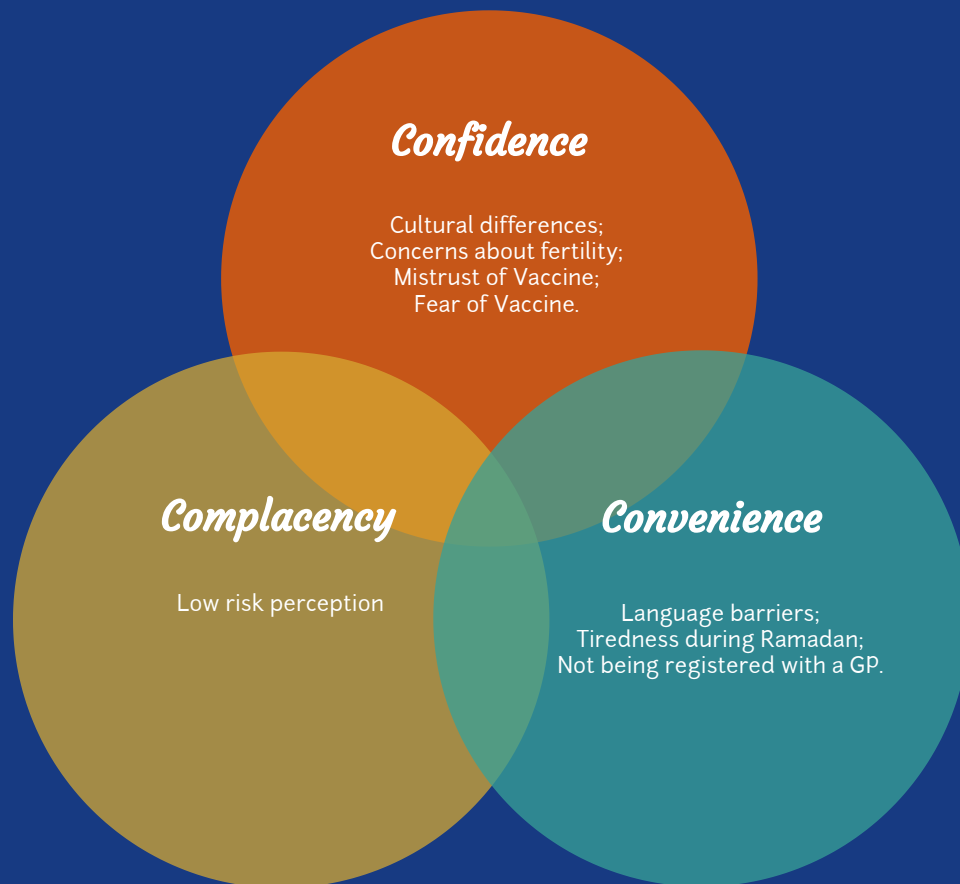 Confidence
Cultural differences;
Concerns about fertility;
Mistrust of Vaccine;
Fear of Vaccine.
Complacency
Low risk perception
Convenience
Language barriers;
Tiredness during Ramadan;
Not being registered with a GP.